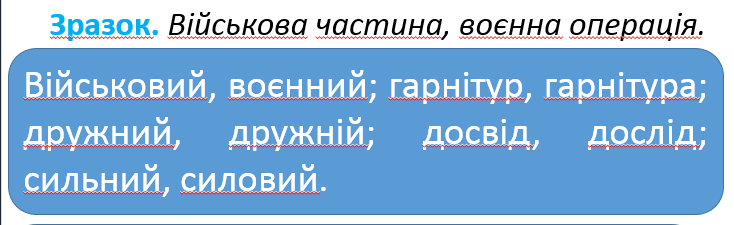 Зразок. Військова частина, воєнна операція.
Військовий, воєнний; гарнітур, гарнітура;
дружний, дружній; досвід, дослід;
сильний, силовий.